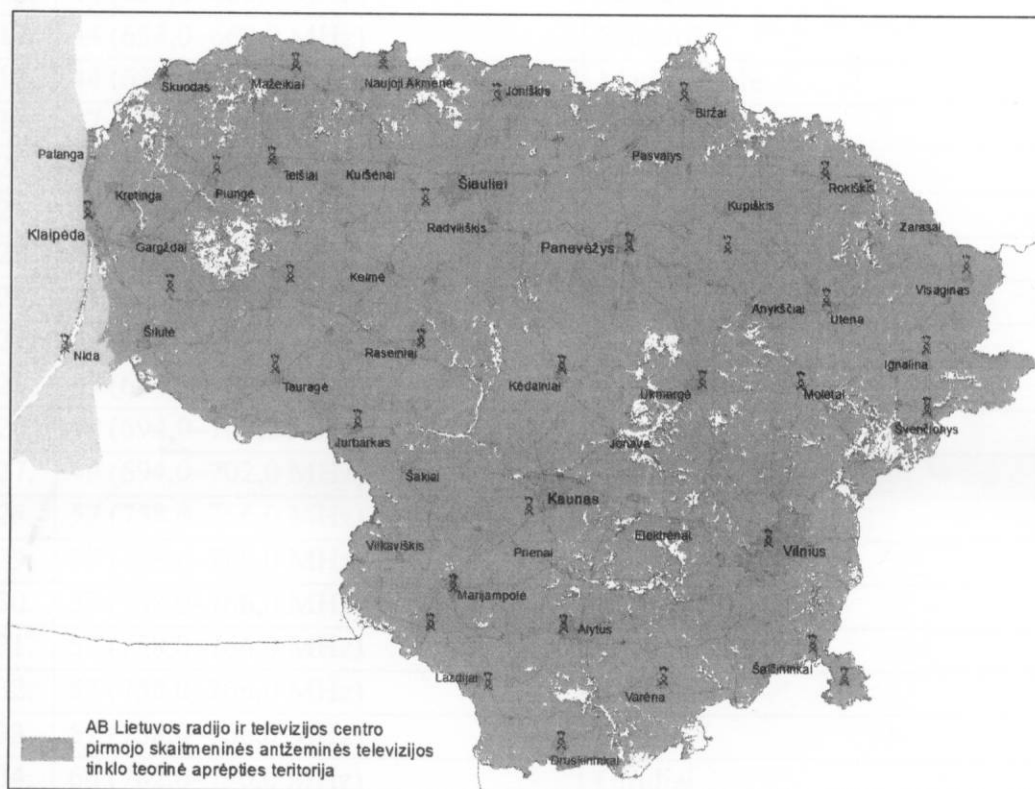 Skuodas
Mažeikiai
Naujoji Akmenė
Joniškis
Biržai
Palanga
Kretinga
Plungė
Telšiai
Kuršėnai
Šiauliai
Pasvalys
Rokiškis
Kupiškis
Klaipėda
Gargždai
Radviliškis
Panevėžys
Zarasai
Kelmė
Visaginas
Anykščiai
Utena
Šilutė
Nida
Raseiniai
Ignalina
Tauragė
Kėdainiai
Ukmergė
Molėtai
Švenčionys
Jurbarkas
Jonava
Šakiai
Kaunas
Elektrėnai
Vilkaviškis
Prienai
Vilnius
Marijampolė
Alytus
Lazdijai
Šalčininkai
Varėna
Druskininkai
AB Lietuvos radijo ir televizijos centro
pirmojo skaitmeninės antžeminės televizijos
tinklo teorinė aprėpties teritorija